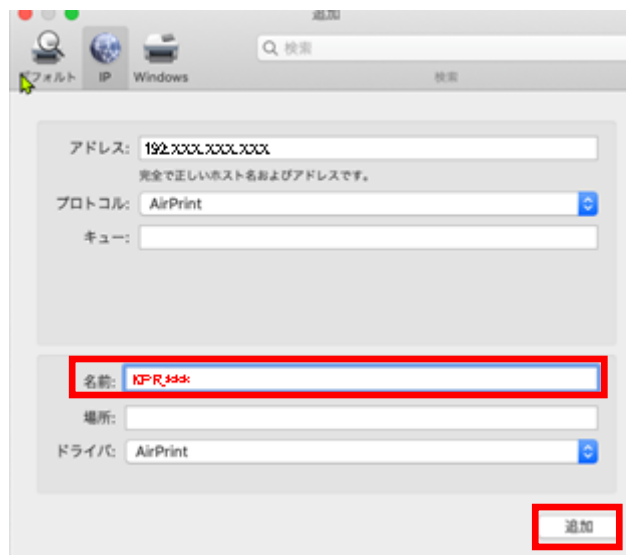 追加
検索
デフォルト IP Windows 検索
アドレス: 192.XXX.XXX.XXX
完全で正しいホスト名およびアドレスです。
プロトコル: AirPrint
キュー:
名前: KPR_***
場所:
ドライバ: AirPrint
追加